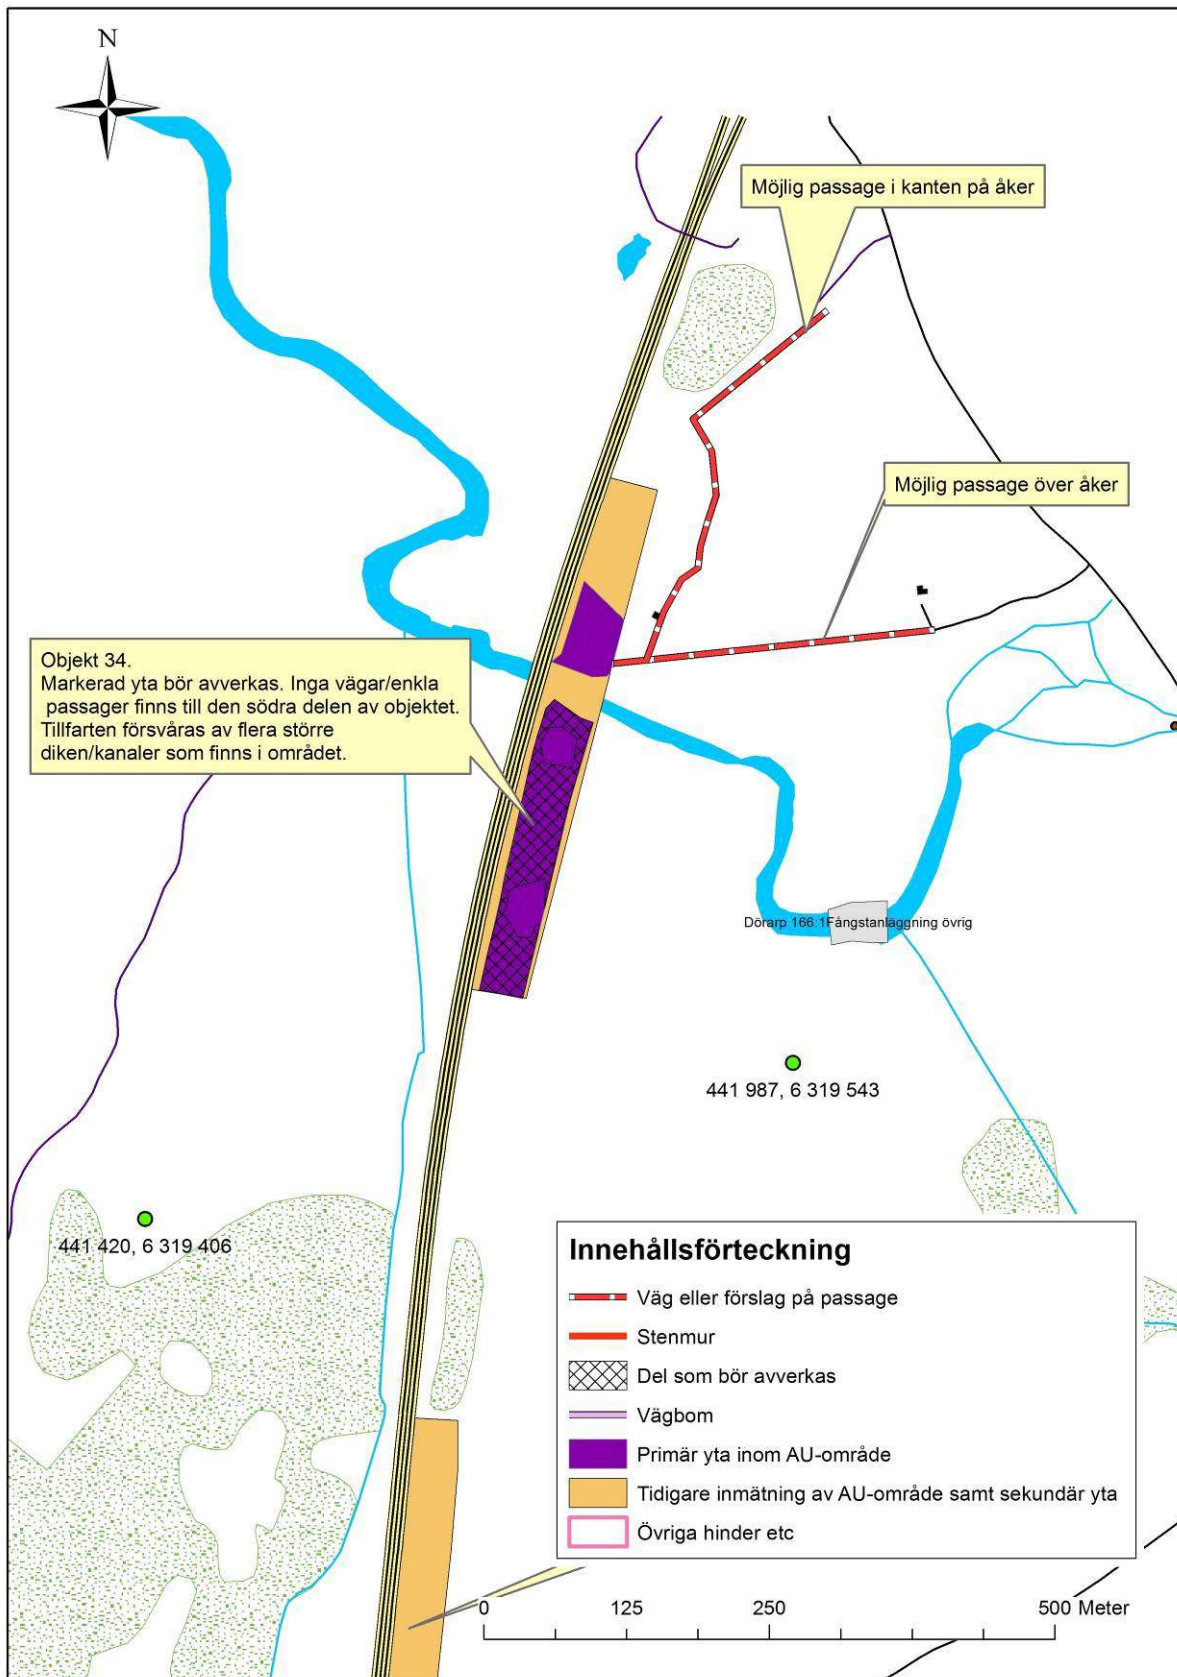 N
Möjlig passage i kanten på åker
Möjlig passage över åker
Objekt 34.
Markerad yta bör avverkas. Inga vägar/enkla
passager finns till den södra delen av objektet.
Tillfarten försvåras av flera större
diken/kanaler som finns i området.
Dörarp 166:1Fångstanläggning övrig
441 987, 6 319 543
441 420, 6 319 406
Innehållsförteckning
Väg eller förslag på passage
Stenmur
Del som bör avverkas
Vägbom
Primär yta inom AU-område
Tidigare inmätning av AU-område samt sekundär yta
Övriga hinder etc
0 125 250 500 Meter